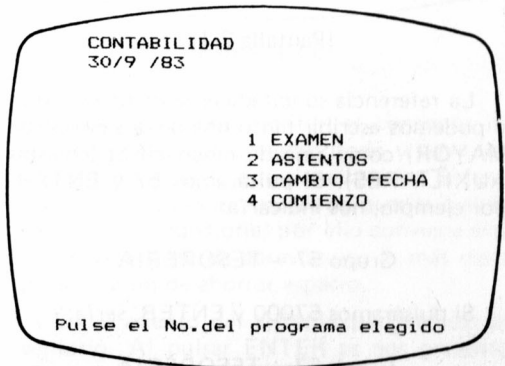 CONTABILIDAD
30/9 /83
1 EXAMEN
2 ASIENTOS
3 CAMBIO FECHA
4 COMIENZO
Pulse el No.del programa elegido